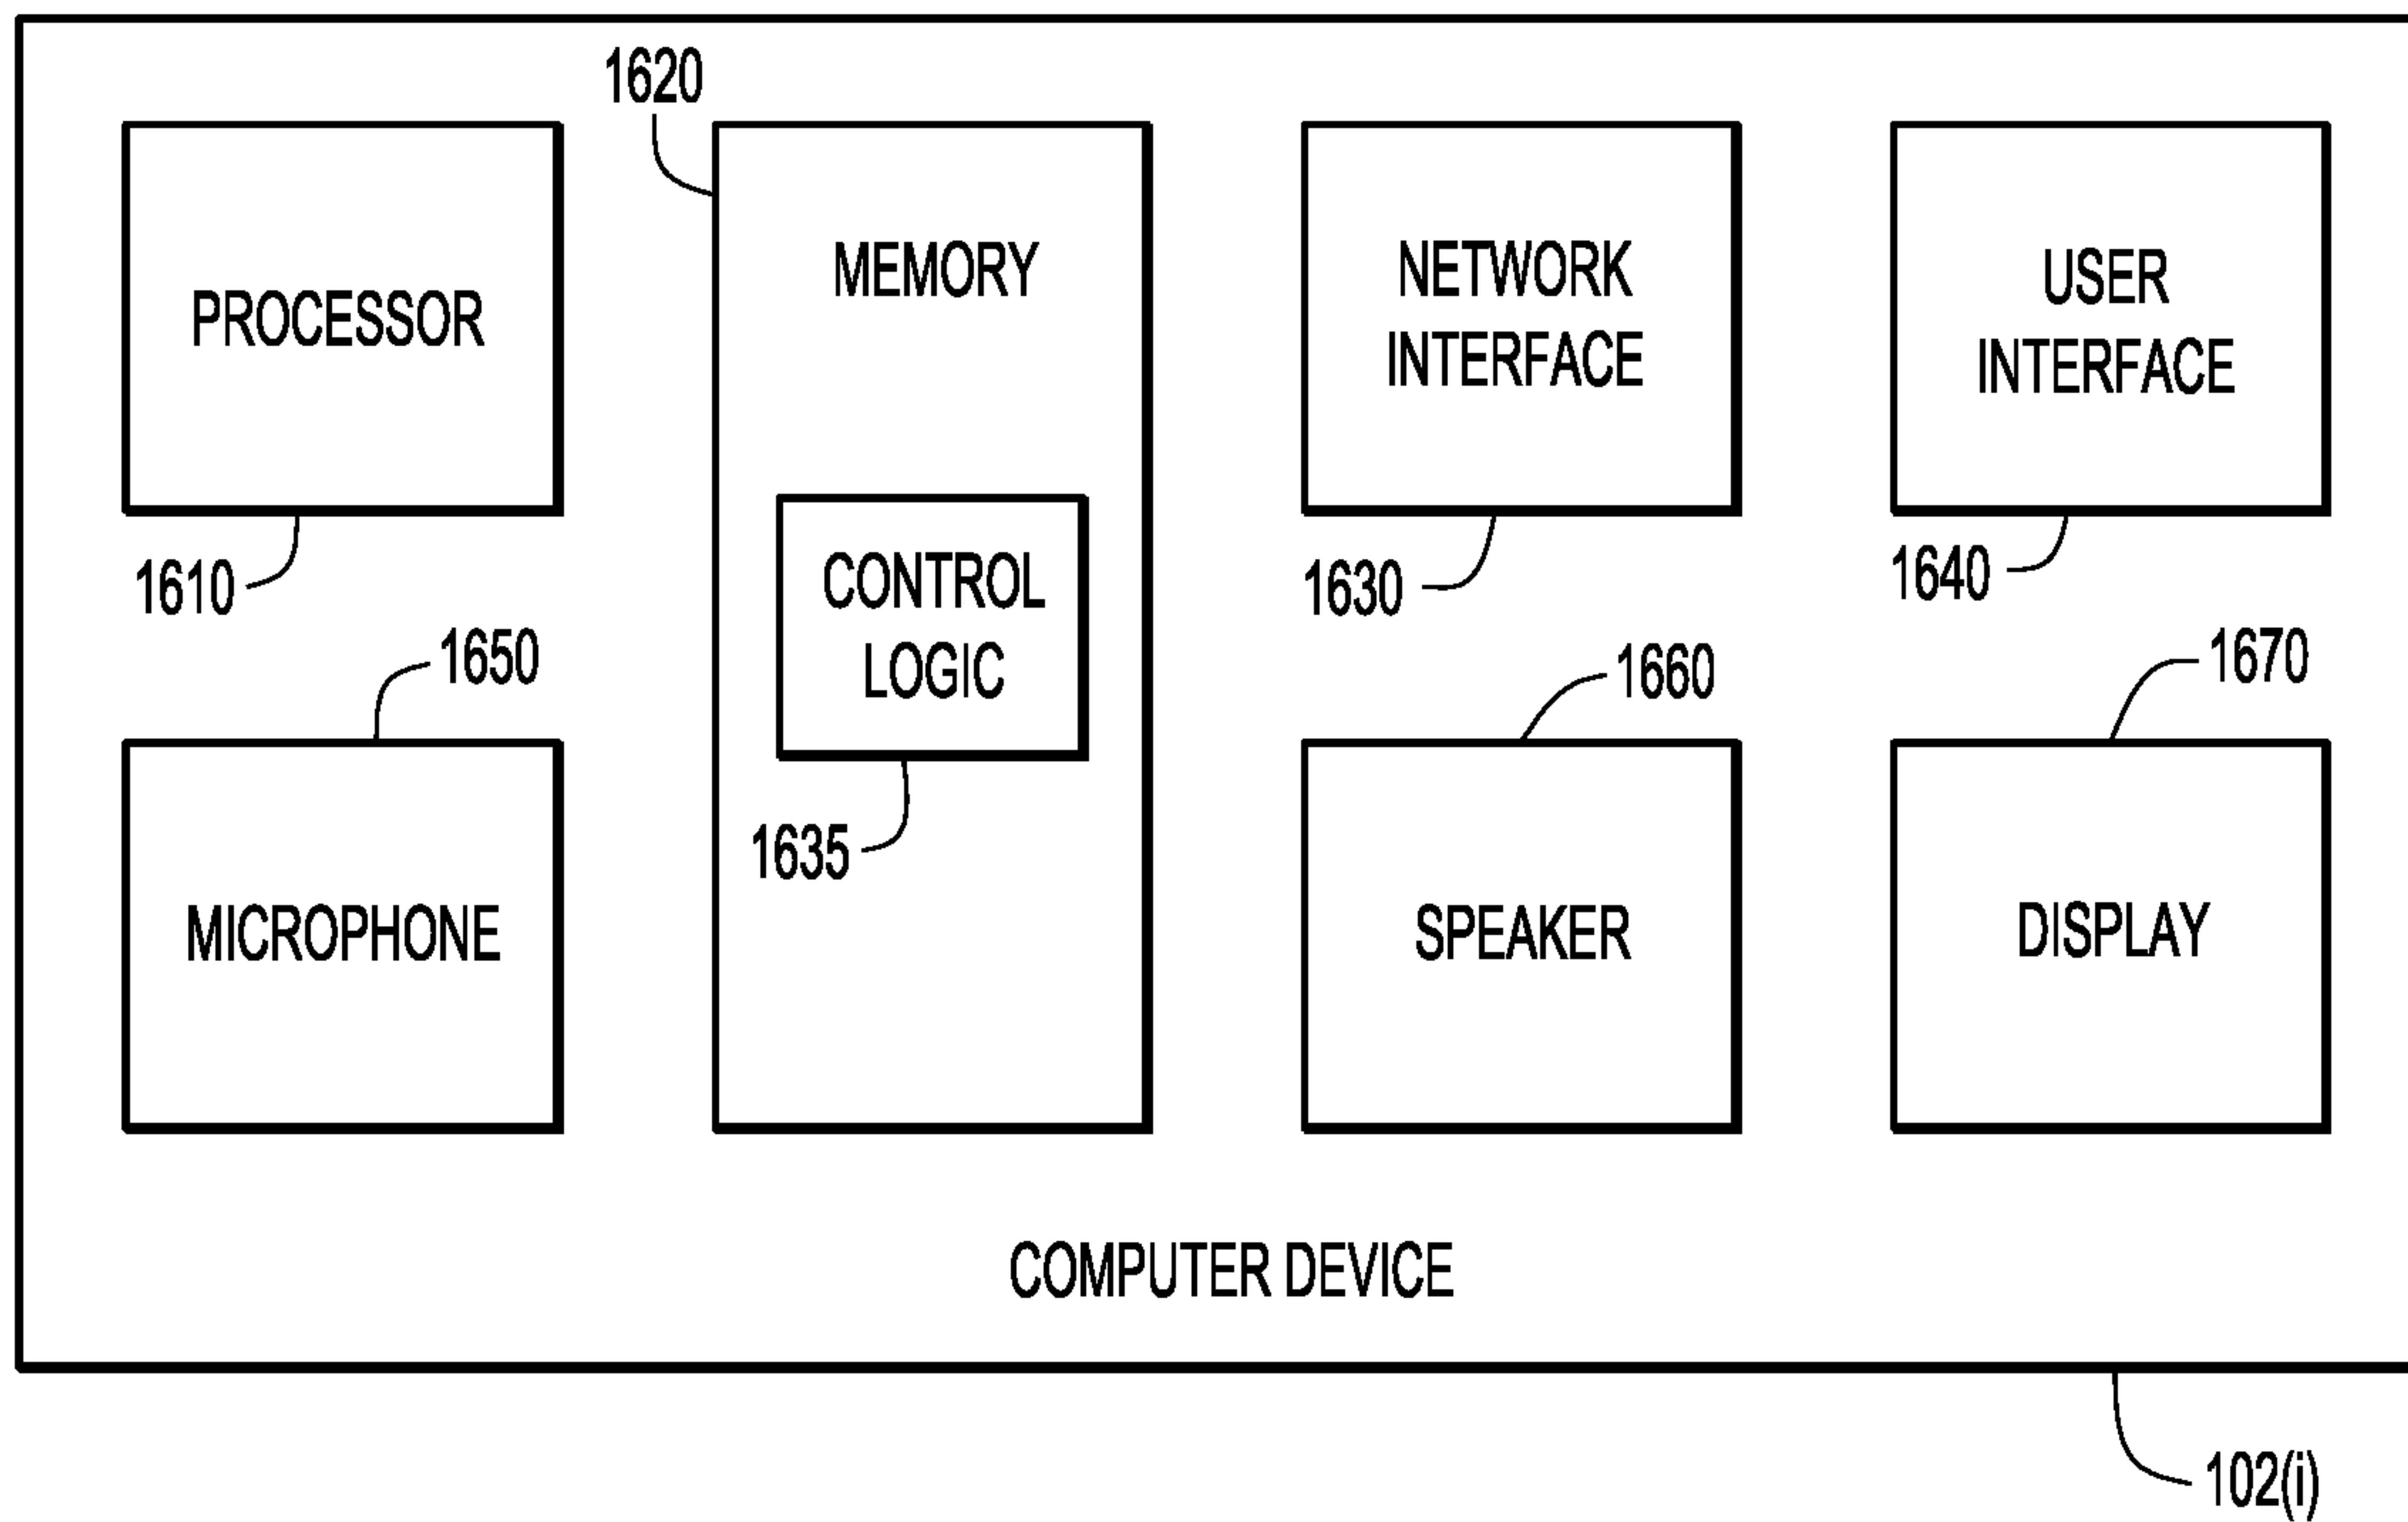 1620
PROCESSOR
1610
MEMORY
CONTROL
LOGIC
1635
NETWORK
INTERFACE
1630
USER
INTERFACE
1640
1650
MICROPHONE
1660
SPEAKER
1670
DISPLAY
COMPUTER DEVICE
102(i)